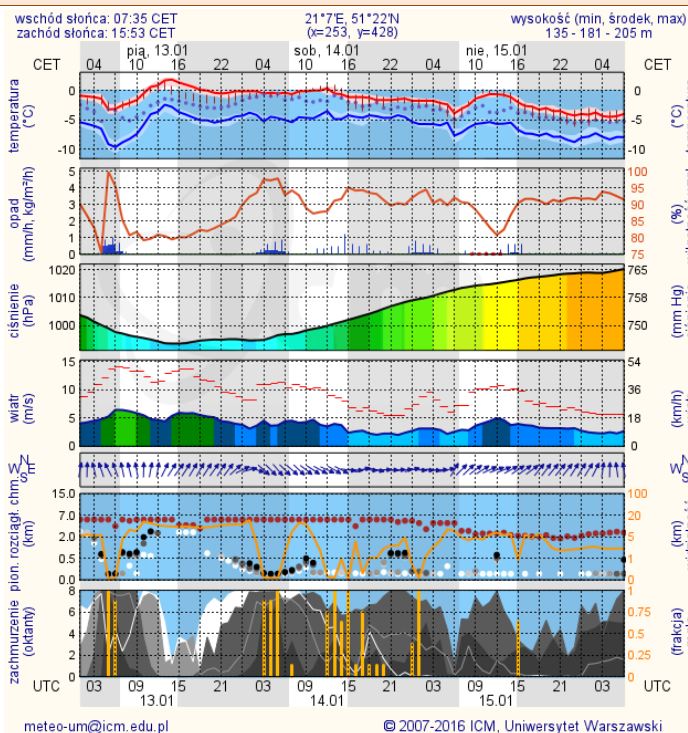 wschód słońca: 07:35 CET
zachód słońca: 15:53 CET
21°7'E, 51°22'N
(x=253, y=428)
wysokość (min, środek, max)
135 - 181 - 205 m
pią, 13.01 sob, 14.01 nie, 15.01
CET 04 10 16 22 04 10 16 22 04 10 16 22 04 CET
temperatura
(°C)
0 0
-5 -5
-10 -10
(°C)
opad
(mm/h, kg/m²/h)
5 100
4 95
3 90
2 85
1 80
0 75
(%)
ciśnienie
(hPa)
1020 765
1010 758
1000 750
(mm Hg)
wiatr
(m/s)
15 54
10 36
5 18
0 0
(km/h)
N
W E
S
N
W
S
pion. rozciągł. chm.
(km)
15.0 100
7.0 20
2.0 5
0.5 1
0.0 0
(km)
zachmurzenie
(oktanty)
8 1
6 0.75
4 0.5
2 0.25
0 0
(frakcja)
UTC 03 09 15 21 03 09 15 21 03 09 15 21 03 UTC
13.01 14.01 15.01
meteo-um@icm.edu.pl
© 2007-2016 ICM, Uniwersytet Warszawski